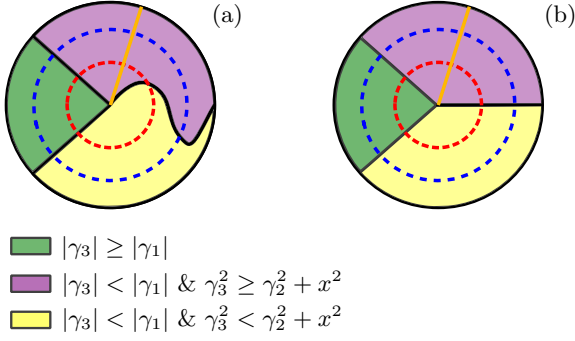 (a)
(b)
|γ₃| ≥ |γ₁|
|γ₃| < |γ₁| & γ₃² ≥ γ₂² + x²
|γ₃| < |γ₁| & γ₃² < γ₂² + x²